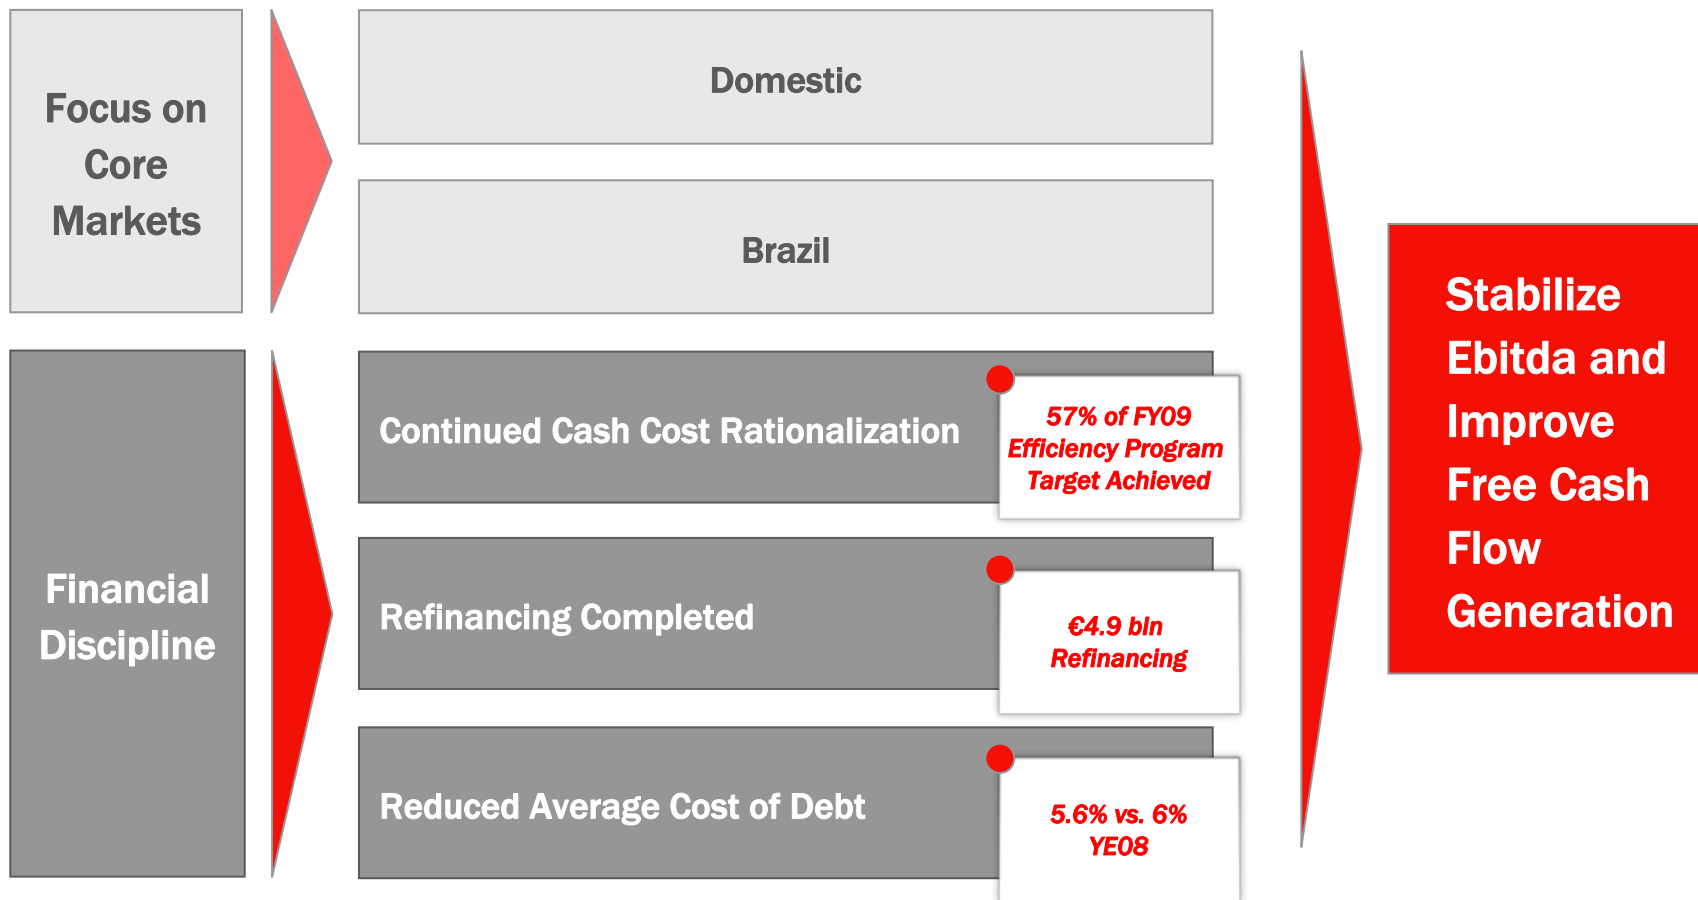 Focus on
Core
Markets
Domestic
Brazil
Financial
Discipline
Continued Cash Cost Rationalization
57% of FY09
Efficiency Program
Target Achieved
Refinancing Completed
€4.9 bln
Refinancing
Reduced Average Cost of Debt
5.6% vs. 6%
YE08
Stabilize
Ebitda and
Improve
Free Cash
Flow
Generation